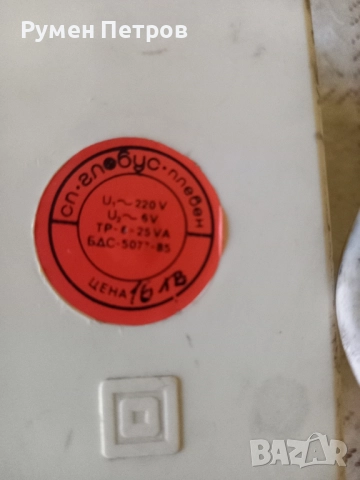 Румен Петров
СП·ГЛОБУС·ПЛЕВЕН
U₁~220 V
U₂~ 6V
ТР-6-25 VA
БДС-5077-85
ЦЕНА 16 лв
bazar